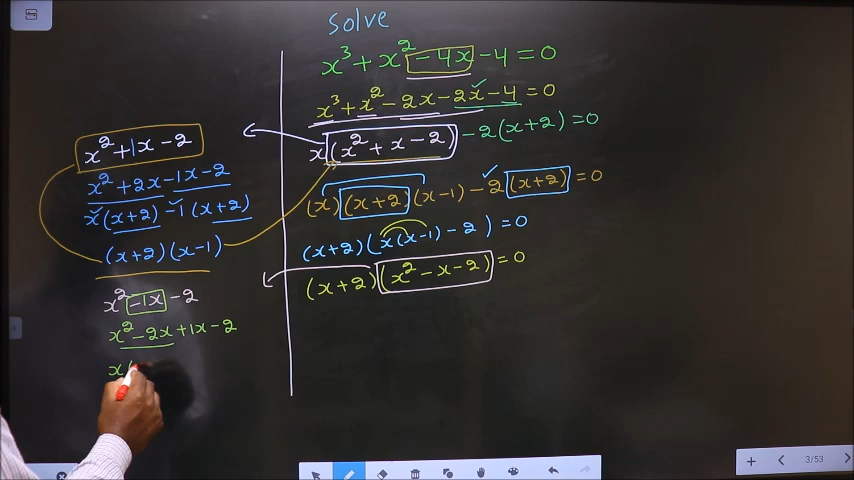 solve
x³ + x² - 4x - 4 = 0
x³ + x² - 2x - 2x - 4 = 0
x (x² + x - 2) - 2 (x + 2) = 0
(x) (x + 2) (x - 1) - 2 (x + 2) = 0
(x + 2) (x (x - 1) - 2) = 0
(x + 2) (x² - x - 2) = 0
x² + 1x - 2
x² + 2x - 1x - 2
x (x + 2) - 1 (x + 2)
(x + 2) (x - 1)
x² - 1x - 2
x² - 2x + 1x - 2
x (
3/53